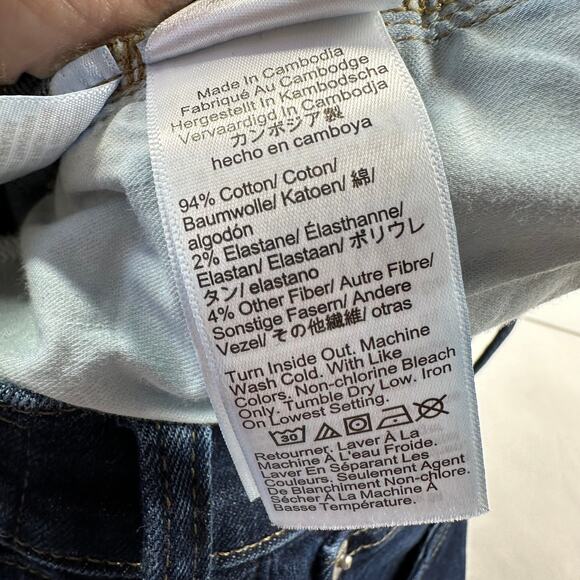 Made In Cambodia
Fabriqué Au Cambodge
Hergestellt In Kambodscha
Vervaardigd In Cambodja
カンボジア製
hecho en camboya
94% Cotton/ Coton/
Baumwolle/ Katoen/ 綿/
algodón
2% Elastane/ Élasthanne/
Elastan/ Elastaan/ ポリウレ
タン/ elastano
4% Other Fiber/ Autre Fibre/
Sonstige Fasern/ Andere
Vezel/ その他繊維/ otras
Turn Inside Out. Machine
Wash Cold. With Like
Colors. Non-chlorine Bleach
Only. Tumble Dry Low. Iron
On Lowest Setting.
30
Retourner. Laver À La
Machine À L'eau Froide.
Laver En Séparant Les
Couleurs. Seulement Agent
De Blanchiment Non-chlore.
Sécher À La Machine À
Basse Température.